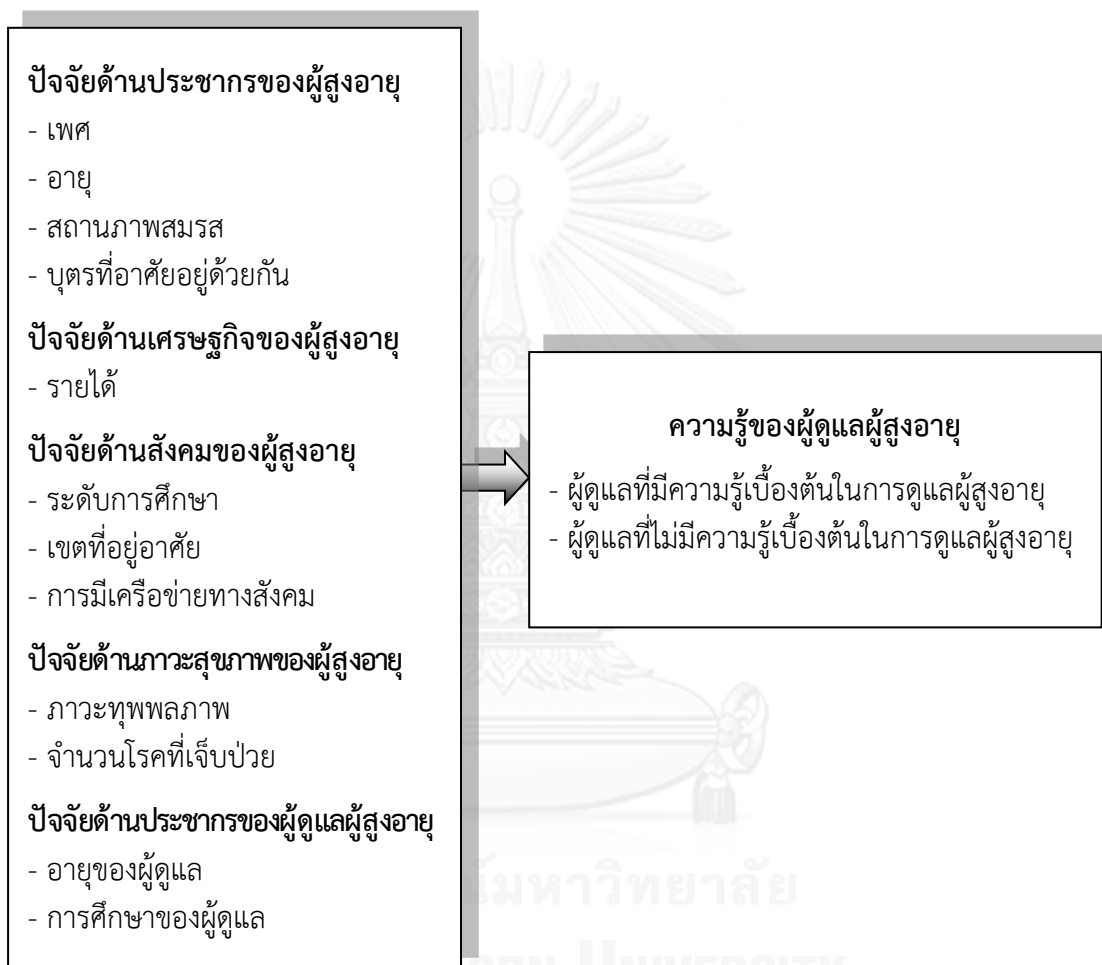 ปัจจัยด้านประชากรของผู้สูงอายุ
- เพศ
- อายุ
- สถานภาพสมรส
- บุตรที่อาศัยอยู่ด้วยกัน
ปัจจัยด้านเศรษฐกิจของผู้สูงอายุ
- รายได้
ปัจจัยด้านสังคมของผู้สูงอายุ
- ระดับการศึกษา
- เขตที่อยู่อาศัย
- การมีเครือข่ายทางสังคม
ปัจจัยด้านภาวะสุขภาพของผู้สูงอายุ
- ภาวะทุพพลภาพ
- จำนวนโรคที่เจ็บป่วย
ปัจจัยด้านประชากรของผู้ดูแลผู้สูงอายุ
- อายุของผู้ดูแล
- การศึกษาของผู้ดูแล
ความรู้ของผู้ดูแลผู้สูงอายุ
- ผู้ดูแลที่มีความรู้เบื้องต้นในการดูแลผู้สูงอายุ
- ผู้ดูแลที่ไม่มีความรู้เบื้องต้นในการดูแลผู้สูงอายุ
มหาวิทยาลัย
UNIVERSITY